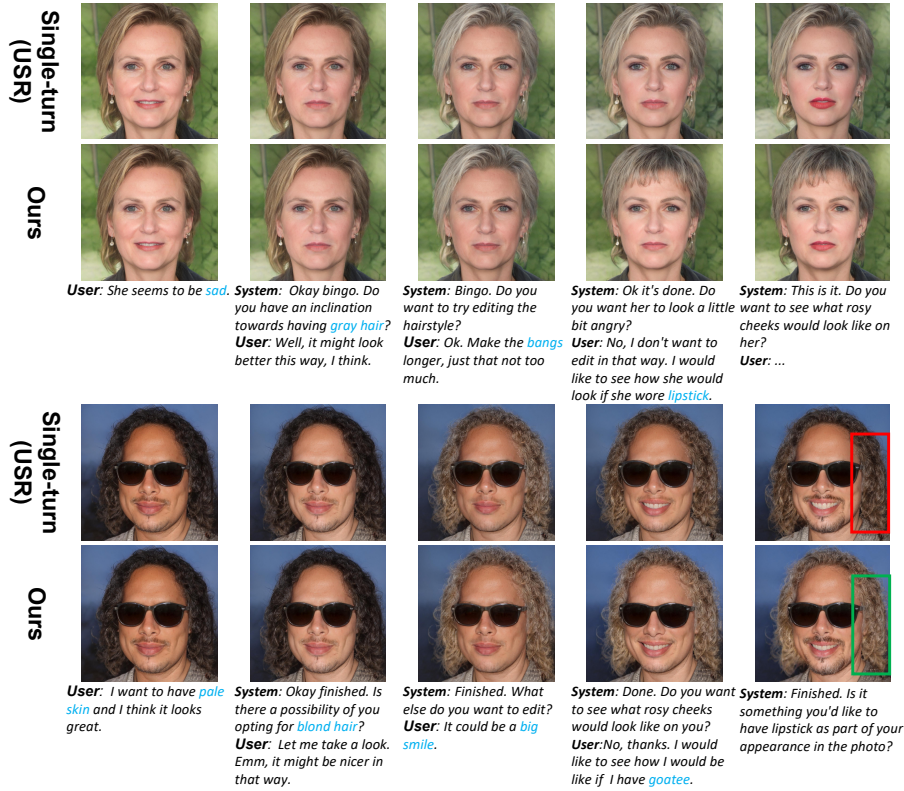 Single-turn
(USR)
Ours
User: She seems to be sad.
System: Okay bingo. Do
you have an inclination
towards having gray hair?
User: Well, it might look
better this way, I think.
System: Bingo. Do you
want to try editing the
hairstyle?
User: Ok. Make the bangs
longer, just that not too
much.
System: Ok it's done. Do
you want her to look a little
bit angry?
User: No, I don't want to
edit in that way. I would
like to see how she would
look if she wore lipstick.
System: This is it. Do you
want to see what rosy
cheeks would look like on
her?
User: ...
Single-turn
(USR)
Ours
User: I want to have pale
skin and I think it looks
great.
System: Okay finished. Is
there a possibility of you
opting for blond hair?
User: Let me take a look.
Emm, it might be nicer in
that way.
System: Finished. What
else do you want to edit?
User: It could be a big
smile.
System: Done. Do you want
to see what rosy cheeks
would look like on you?
User:No, thanks. I would
like to see how I would be
like if I have goatee.
System: Finished. Is it
something you'd like to
have lipstick as part of your
appearance in the photo?